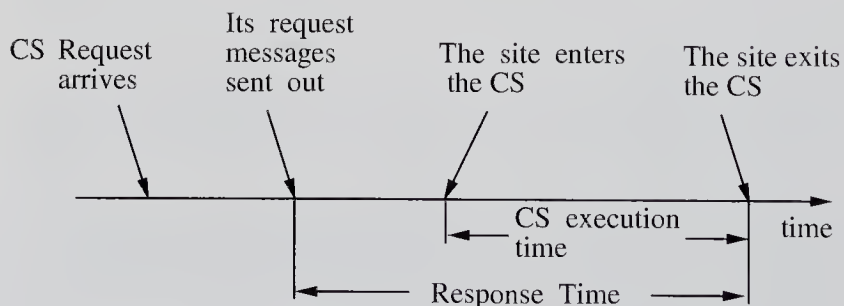 CS Request
arrives
Its request
messages
sent out
The site enters
the CS
The site exits
the CS
time
CS execution
time
Response Time